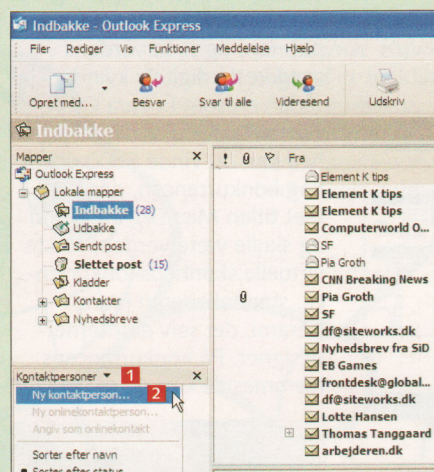 Indbakke - Outlook Express
Filer Rediger Vis Funktioner Meddelelse Hjælp
Opret med... Besvar Svar til alle Videresend Udskriv
Indbakke
Mapper
Outlook Express
Lokale mapper
Indbakke (28)
Udbakke
Sendt post
Slettet post (15)
Kladder
Kontakter
Nyhedsbreve
Kontaktpersoner 1
Ny kontaktperson... 2
Ny onlinekontaktperson...
Angiv som onlinekontakt
Sorter efter navn
Sorter efter status
! Fra
Element K tips
Element K tips
Element K tips
Computerworld O...
SF
Pia Groth
CNN Breaking News
Pia Groth
SF
df@siteworks.dk
Nyhedsbrev fra SiD
EB Games
frontdesk@global...
df@siteworks.dk
Lotte Hansen
Thomas Tanggaard
arbejderen.dk